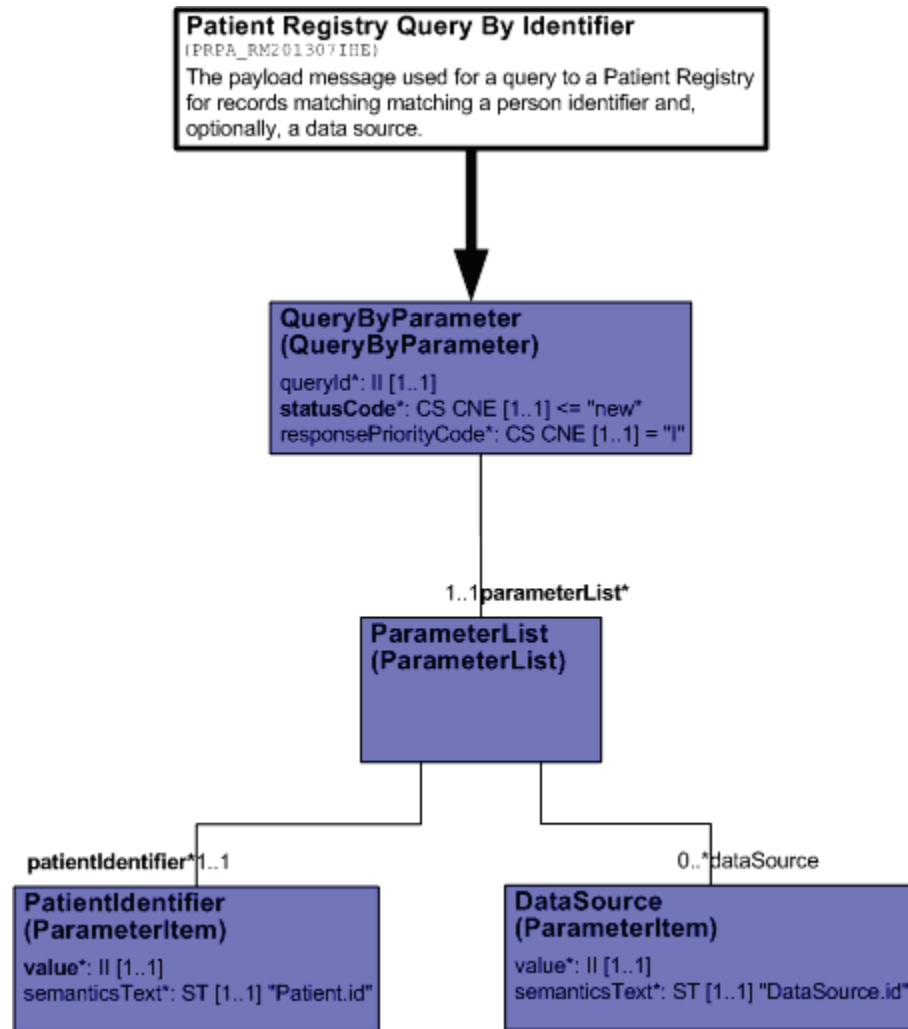 Patient Registry Query By Identifier
(PRPA_RM201307IHE)
The payload message used for a query to a Patient Registry
for records matching matching a person identifier and,
optionally, a data source.
QueryByParameter
(QueryByParameter)
queryId*: II [1..1]
statusCode*: CS CNE [1..1] <= "new"
responsePriorityCode*: CS CNE [1..1] = "I"
1..1parameterList*
ParameterList
(ParameterList)
patientIdentifier*1..1
0..*dataSource
PatientIdentifier
(ParameterItem)
value*: II [1..1]
semanticsText*: ST [1..1] "Patient.id"
DataSource
(ParameterItem)
value*: II [1..1]
semanticsText*: ST [1..1] "DataSource.id"